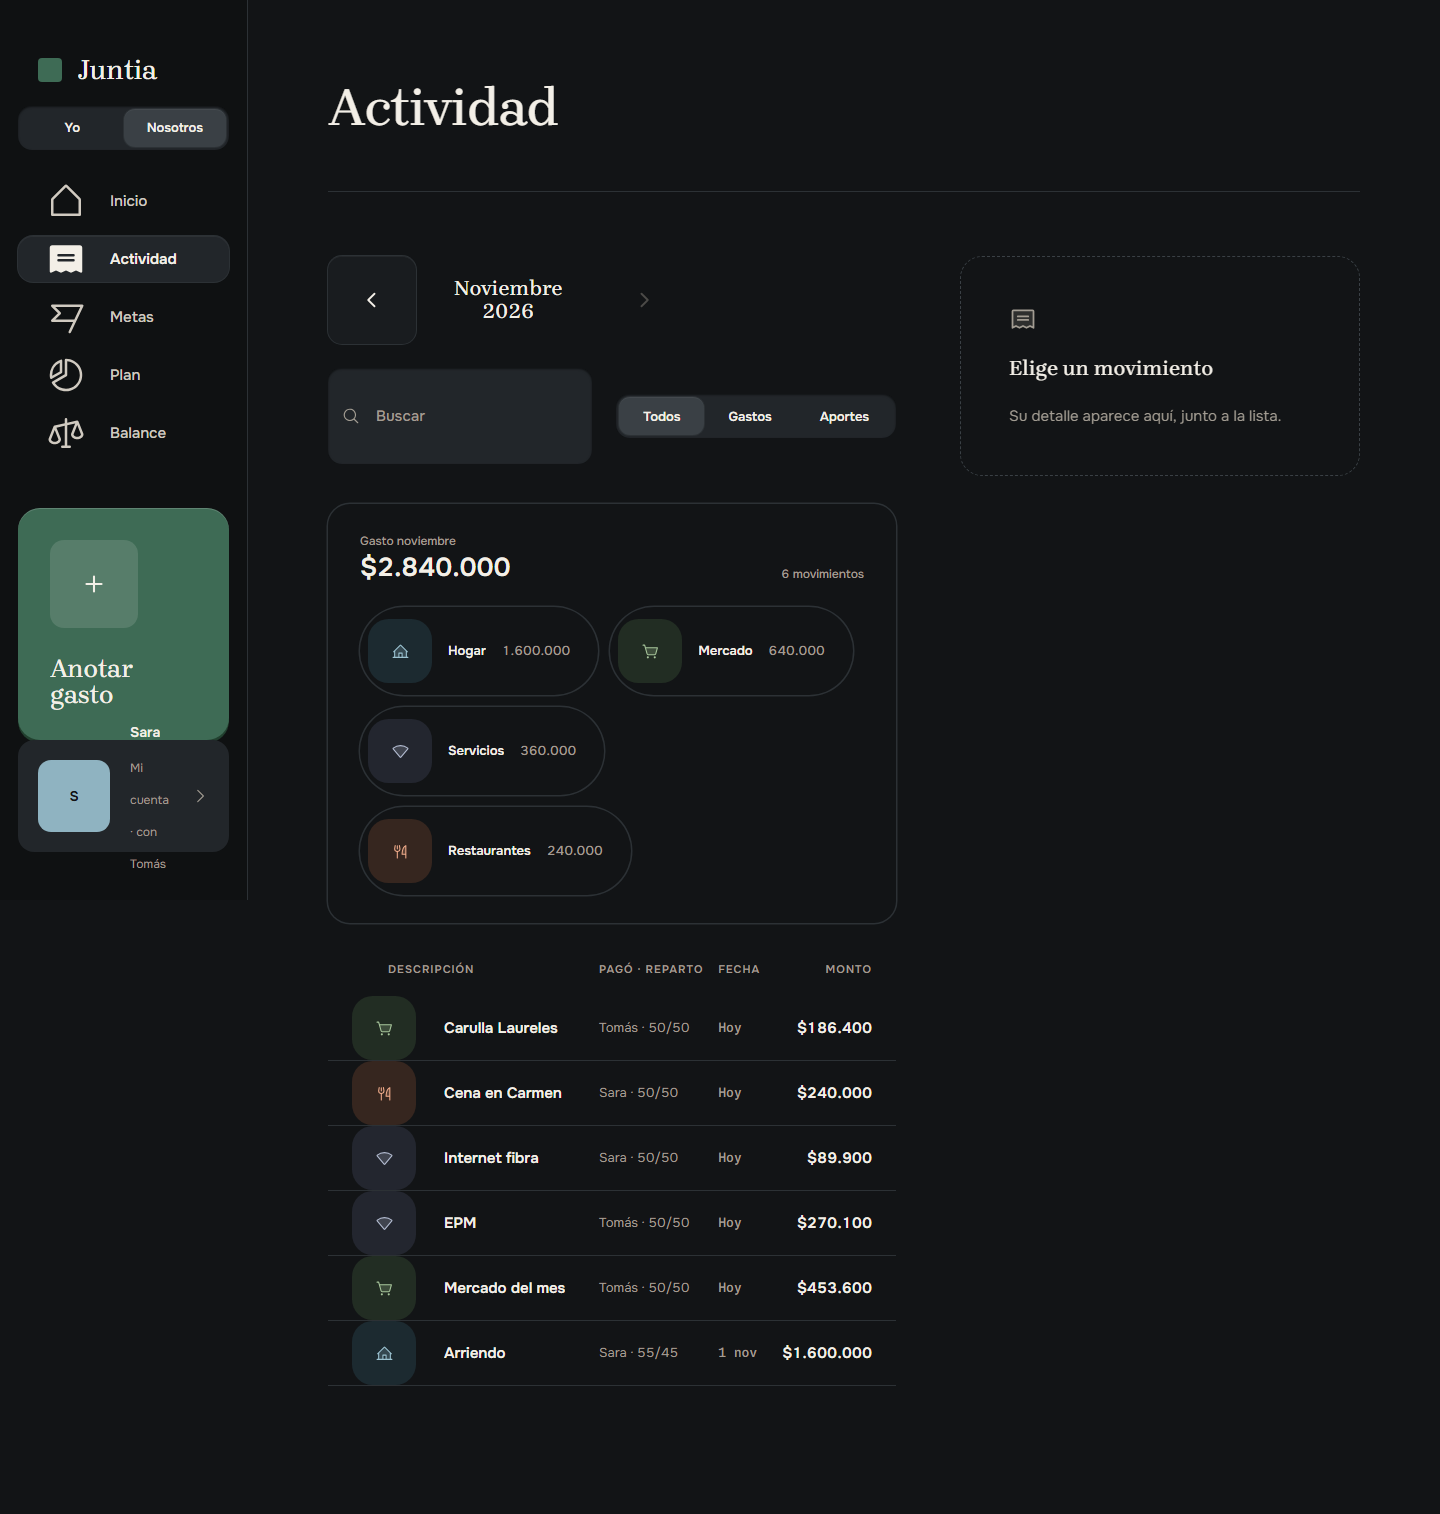 Juntia
Yo
Nosotros
Inicio
Actividad
Metas
Plan
Balance
Anotar
gasto
S
Sara
Mi
cuenta
· con
Tomás
Actividad
Noviembre
2026
Buscar
Todos
Gastos
Aportes
Elige un movimiento
Su detalle aparece aquí, junto a la lista.
Gasto noviembre
$2.840.000
6 movimientos
Hogar 1.600.000
Mercado 640.000
Servicios 360.000
Restaurantes 240.000
DESCRIPCIÓN PAGÓ · REPARTO FECHA MONTO
Carulla Laureles Tomás · 50/50 Hoy $186.400
Cena en Carmen Sara · 50/50 Hoy $240.000
Internet fibra Sara · 50/50 Hoy $89.900
EPM Tomás · 50/50 Hoy $270.100
Mercado del mes Tomás · 50/50 Hoy $453.600
Arriendo Sara · 55/45 1 nov $1.600.000